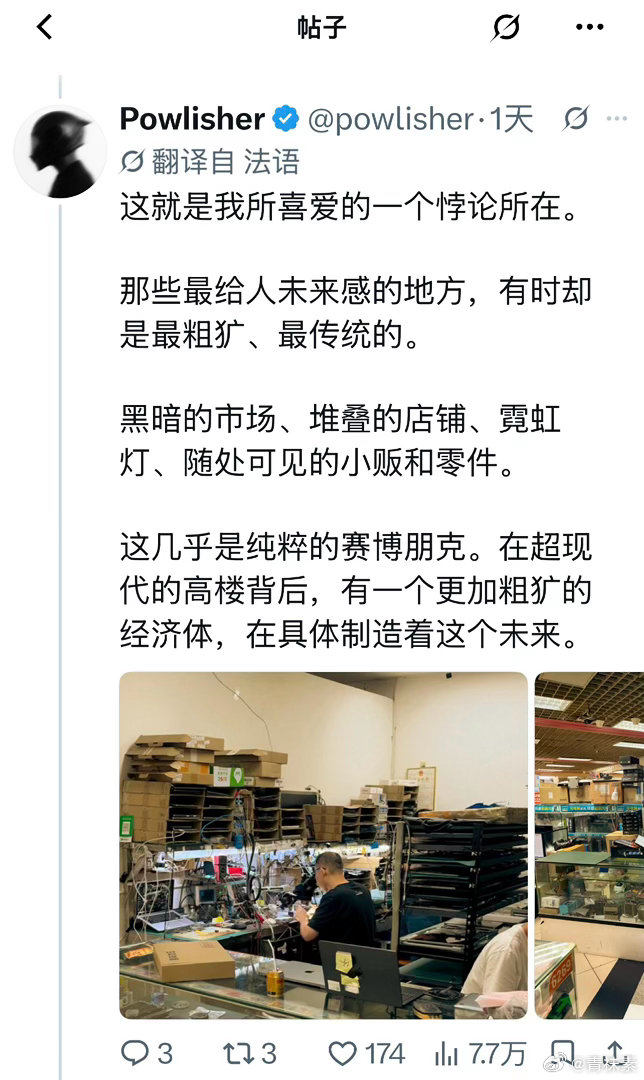 帖子
Powlisher @powlisher·1天
翻译自 法语
这就是我所喜爱的一个悖论所在。
那些最给人未来感的地方，有时却
是最粗犷、最传统的。
黑暗的市场、堆叠的店铺、霓虹
灯、随处可见的小贩和零件。
这几乎是纯粹的赛博朋克。在超现
代的高楼背后，有一个更加粗犷的
经济体，在具体制造着这个未来。
6269
3 3 174 7.7万
@青秣素